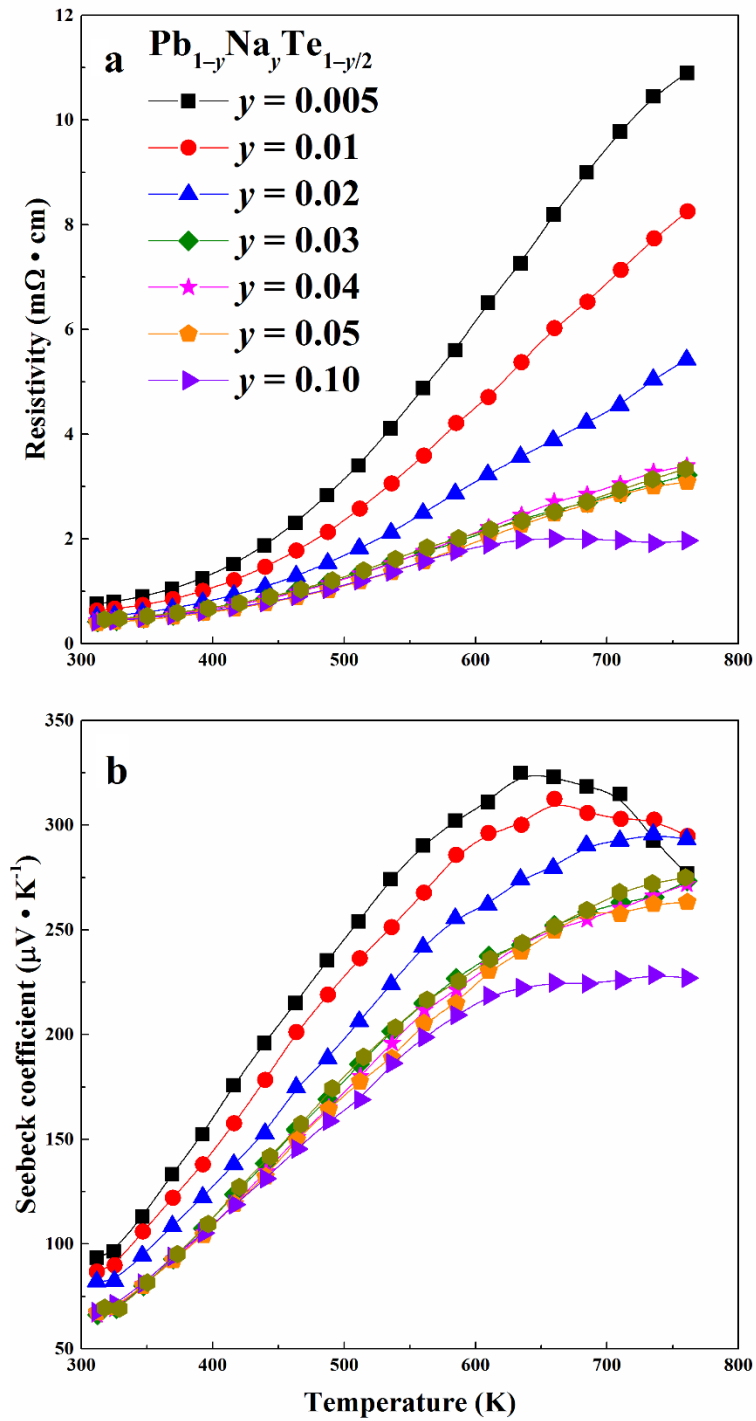 a
Pb1–yNayTe1–y/2
y = 0.005
y = 0.01
y = 0.02
y = 0.03
y = 0.04
y = 0.05
y = 0.10
12
10
8
6
4
2
0
Resistivity (mΩ • cm)
300 400 500 600 700 800
b
350
300
250
200
150
100
50
Seebeck coefficient (μV • K-1)
300 400 500 600 700 800
Temperature (K)